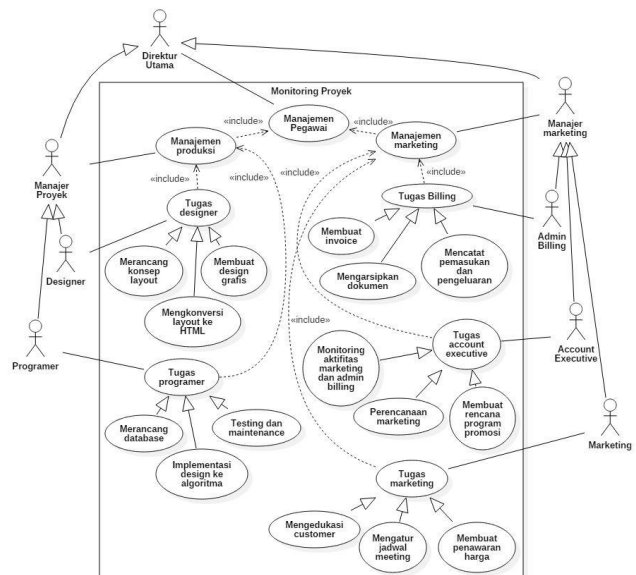 Direktur
Utama
Monitoring Proyek
Manajemen
Pegawai
«include»
«include»
Manajemen
produksi
Manajemen
marketing
Manajer
marketing
Manajer
Proyek
«include»
«include»
«include»
«include»
Tugas
designer
Tugas Billing
Admin
Billing
Designer
Merancang
konsep
layout
Membuat
design
grafis
Mengkonversi
layout ke
HTML
Membuat
invoice
Mengarsipkan
dokumen
Mencatat
pemasukan
dan
pengeluaran
«include»
Programer
Tugas
programer
Merancang
database
Testing dan
maintenance
Implementasi
design ke
algoritma
Monitoring
aktifitas
marketing
dan admin
billing
Tugas
account
executive
Account
Executive
Perencanaan
marketing
Membuat
rencana
program
promosi
Marketing
Tugas
marketing
Mengedukasi
customer
Mengatur
jadwal
meeting
Membuat
penawaran
harga